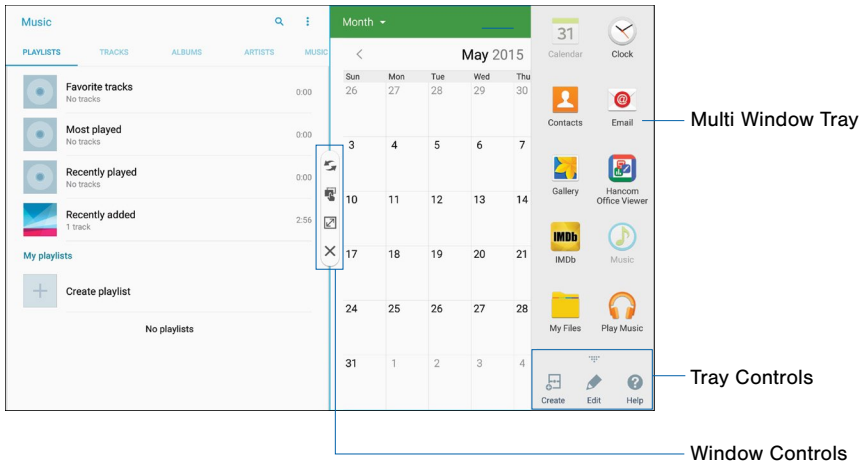 Music
PLAYLISTS TRACKS ALBUMS ARTISTS MUSIC
Favorite tracks
No tracks
0:00
Most played
No tracks
0:00
Recently played
No tracks
0:00
Recently added
1 track
2:56
My playlists
Create playlist
No playlists
Month
May 2015
Sun Mon Tue Wed Thu
26 27 28 29 30
3 4 5 6 7
10 11 12 13 14
17 18 19 20 21
24 25 26 27 28
31 1 2 3 4
31
Calendar Clock
@
Contacts Email
Gallery Hancom
Office Viewer
IMDb
IMDb Music
My Files Play Music
?
Create Edit Help
Multi Window Tray
Tray Controls
Window Controls